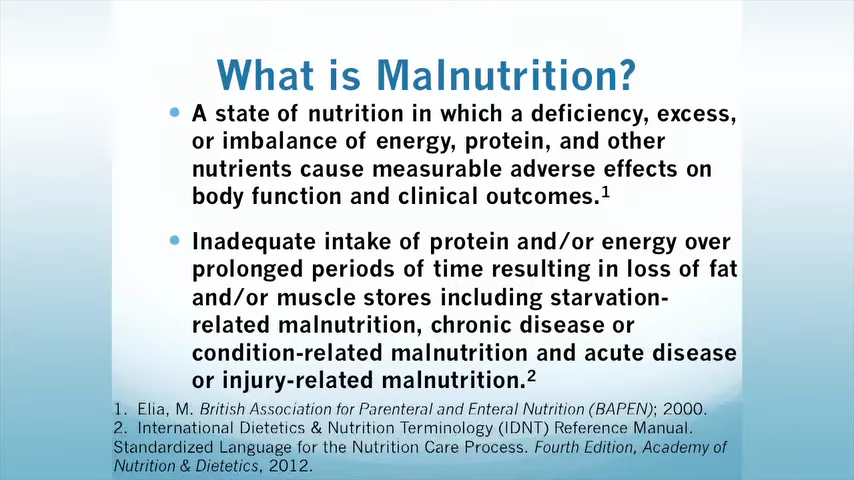 What is Malnutrition?
• A state of nutrition in which a deficiency, excess,
or imbalance of energy, protein, and other
nutrients cause measurable adverse effects on
body function and clinical outcomes.1
• Inadequate intake of protein and/or energy over
prolonged periods of time resulting in loss of fat
and/or muscle stores including starvation-
related malnutrition, chronic disease or
condition-related malnutrition and acute disease
or injury-related malnutrition.2
1. Elia, M. British Association for Parenteral and Enteral Nutrition (BAPEN); 2000.
2. International Dietetics & Nutrition Terminology (IDNT) Reference Manual.
Standardized Language for the Nutrition Care Process. Fourth Edition, Academy of
Nutrition & Dietetics, 2012.